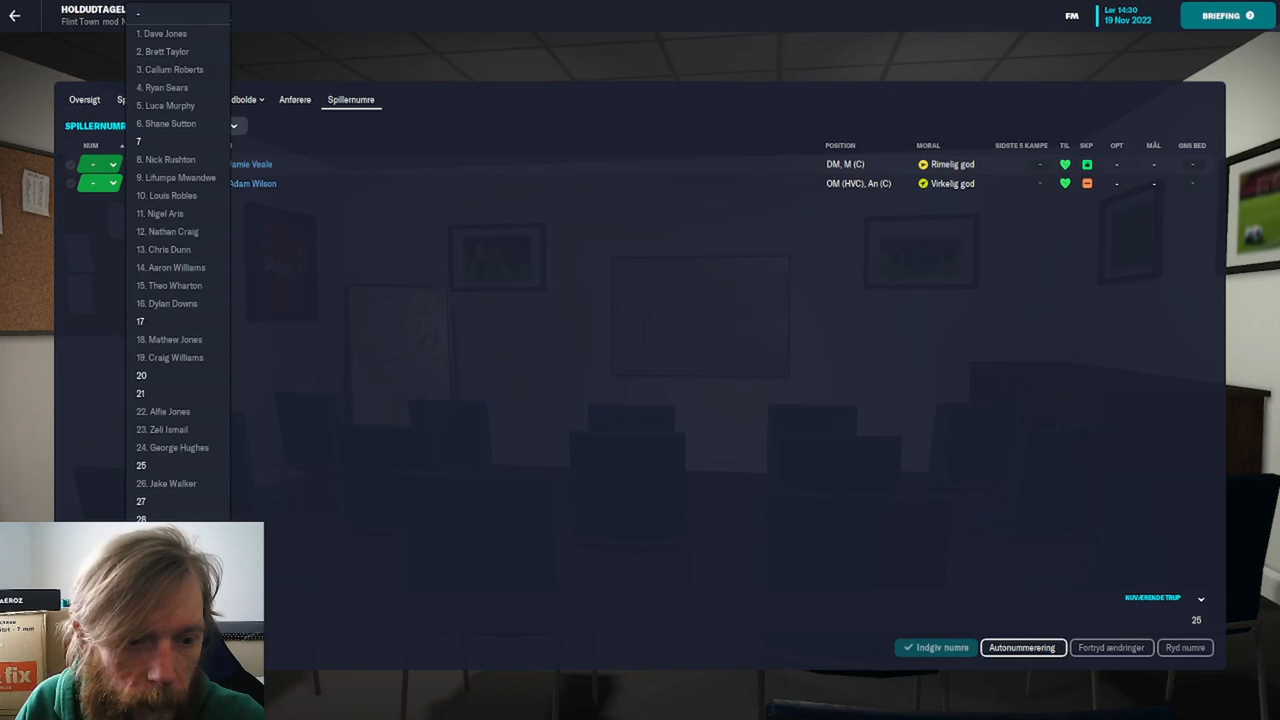 HOLDUDTAGEL
Flint Town mod N
FM
Lør 14:30
19 Nov 2022
BRIEFING
-
1. Dave Jones
2. Brett Taylor
3. Callum Roberts
4. Ryan Sears
5. Luca Murphy
6. Shane Sutton
7
8. Nick Rushton
9. Lifumpa Mwandwe
10. Louis Robles
11. Nigel Aris
12. Nathan Craig
13. Chris Dunn
14. Aaron Williams
15. Theo Wharton
16. Dylan Downs
17
18. Mathew Jones
19. Craig Williams
20
21
22. Alfie Jones
23. Zeli Ismail
24. George Hughes
25
26. Jake Walker
27
28
Oversigt Sp dbolde Anførere Spillernumre
SPILLERNUMR
NUM POSITION MORAL SIDSTE 5 KAMPE TIL SKP OPT MÅL GNS BED
- Jamie Veale DM, M (C) Rimelig god - - - -
- Adam Wilson OM (HVC), An (C) Virkelig god - - - -
NUVÆRENDE TRUP
25
Indgiv numre Autonummerering Fortryd ændringer Ryd numre
AEROZ
fix